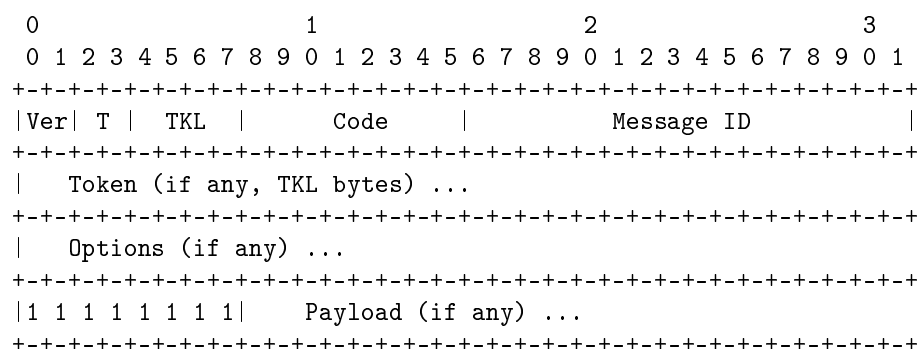 0                   1                   2                   3
 0 1 2 3 4 5 6 7 8 9 0 1 2 3 4 5 6 7 8 9 0 1 2 3 4 5 6 7 8 9 0 1
+-+-+-+-+-+-+-+-+-+-+-+-+-+-+-+-+-+-+-+-+-+-+-+-+-+-+-+-+-+-+-+-+
|Ver| T |  TKL  |      Code     |          Message ID           |
+-+-+-+-+-+-+-+-+-+-+-+-+-+-+-+-+-+-+-+-+-+-+-+-+-+-+-+-+-+-+-+-+
|   Token (if any, TKL bytes) ...
+-+-+-+-+-+-+-+-+-+-+-+-+-+-+-+-+-+-+-+-+-+-+-+-+-+-+-+-+-+-+-+-+
|   Options (if any) ...
+-+-+-+-+-+-+-+-+-+-+-+-+-+-+-+-+-+-+-+-+-+-+-+-+-+-+-+-+-+-+-+-+
|1 1 1 1 1 1 1 1|    Payload (if any) ...
+-+-+-+-+-+-+-+-+-+-+-+-+-+-+-+-+-+-+-+-+-+-+-+-+-+-+-+-+-+-+-+-+